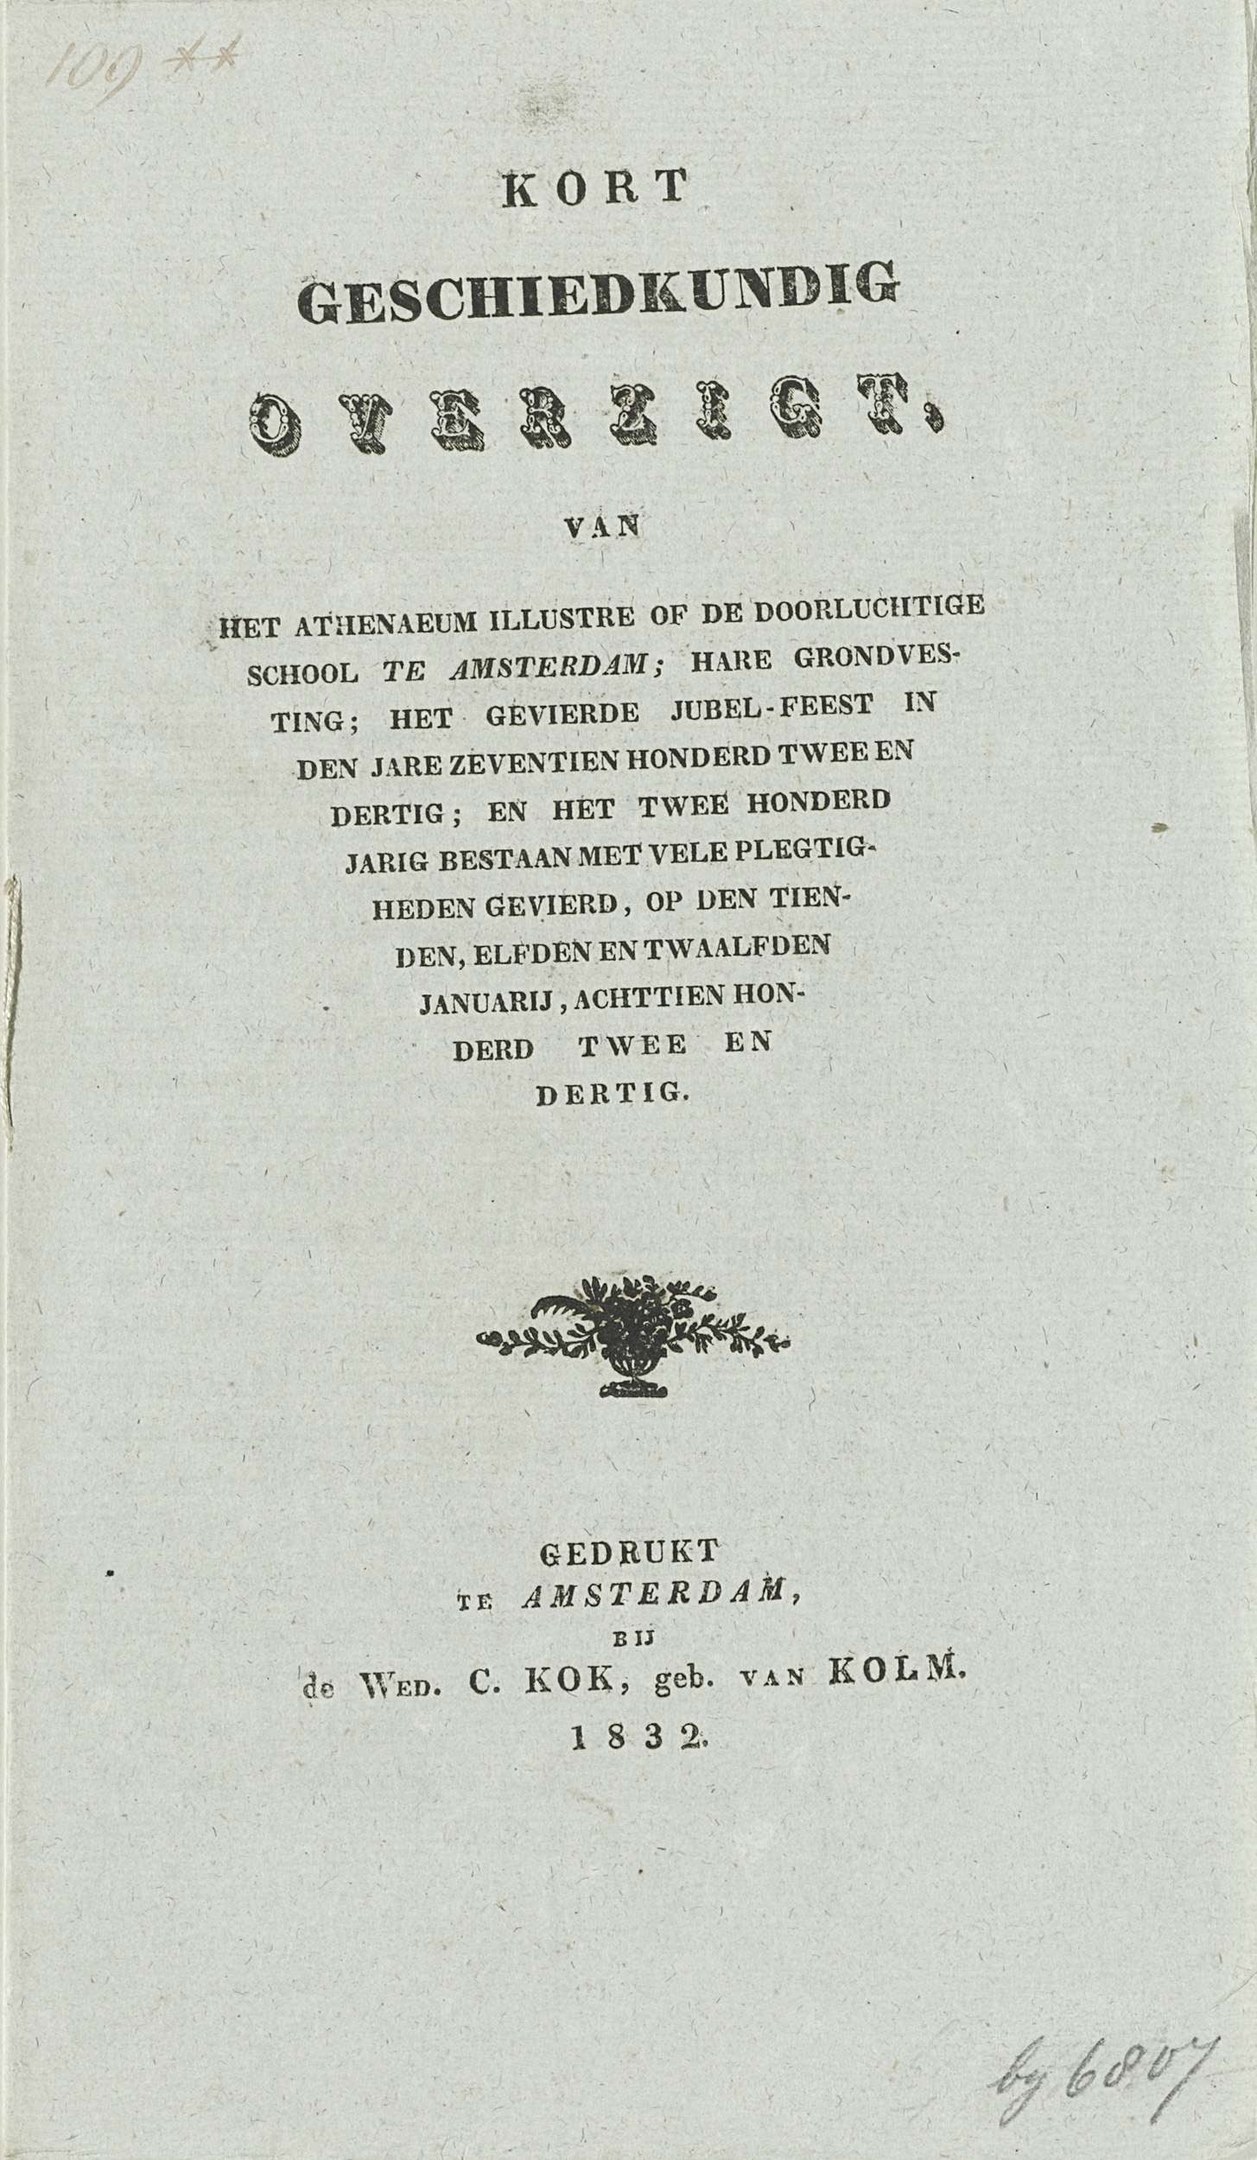 109 **
KORT
GESCHIEDKUNDIG
OVERZIGT,
VAN
HET ATHENAEUM ILLUSTRE OF DE DOORLUCHTIGE
SCHOOL TE AMSTERDAM; HARE GRONDVES-
TING; HET GEVIERDE JUBEL-FEEST IN
DEN JARE ZEVENTIEN HONDERD TWEE EN
DERTIG; EN HET TWEE HONDERD
JARIG BESTAAN MET VELE PLEGTIG-
HEDEN GEVIERD, OP DEN TIEN-
DEN, ELFDEN EN TWAALFDEN
JANUARIJ, ACHTTIEN HON-
DERD TWEE EN
DERTIG.
GEDRUKT
TE AMSTERDAM,
BIJ
de WED. C. KOK, geb. VAN KOLM.
1832.
by 6807